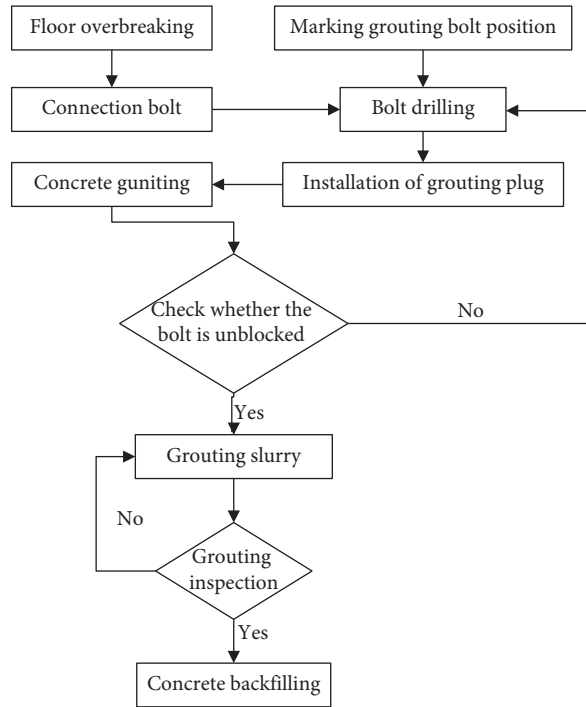 Floor overbreaking
Marking grouting bolt position
Connection bolt
Bolt drilling
Concrete guniting
Installation of grouting plug
Check whether the
bolt is unblocked
No
Yes
Grouting slurry
No
Grouting
inspection
Yes
Concrete backfilling